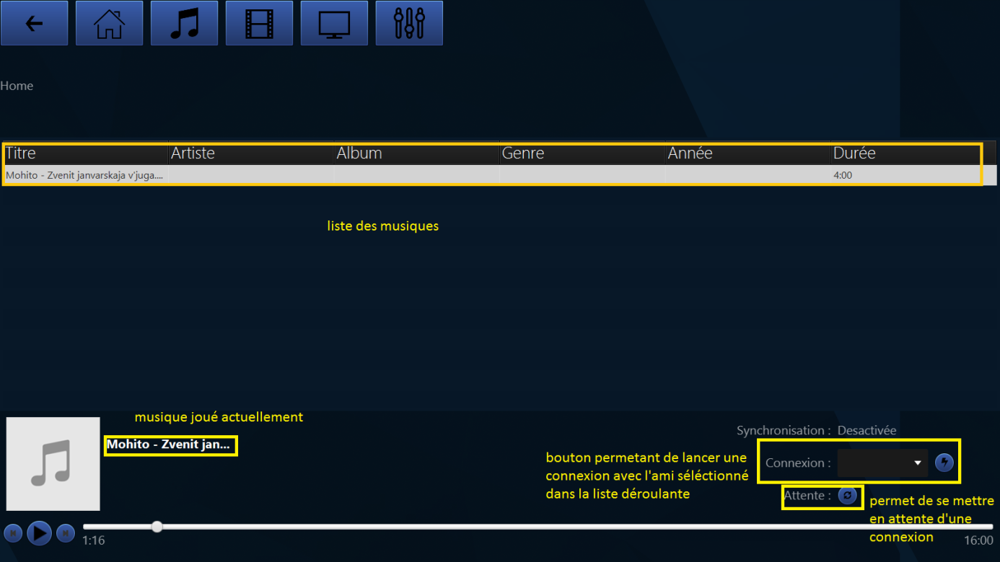 Home
Titre Artiste Album Genre Année Durée
Mohito - Zvenit janvarskaja v'juga.... 4:00
liste des musiques
musique joué actuellement
Mohito - Zvenit jan...
Synchronisation : Desactivée
bouton permetant de lancer une
connexion avec l'ami séléctionné
dans la liste déroulante
Connexion :
Attente :
permet de se mettre
en attente d'une
connexion
1:16
16:00